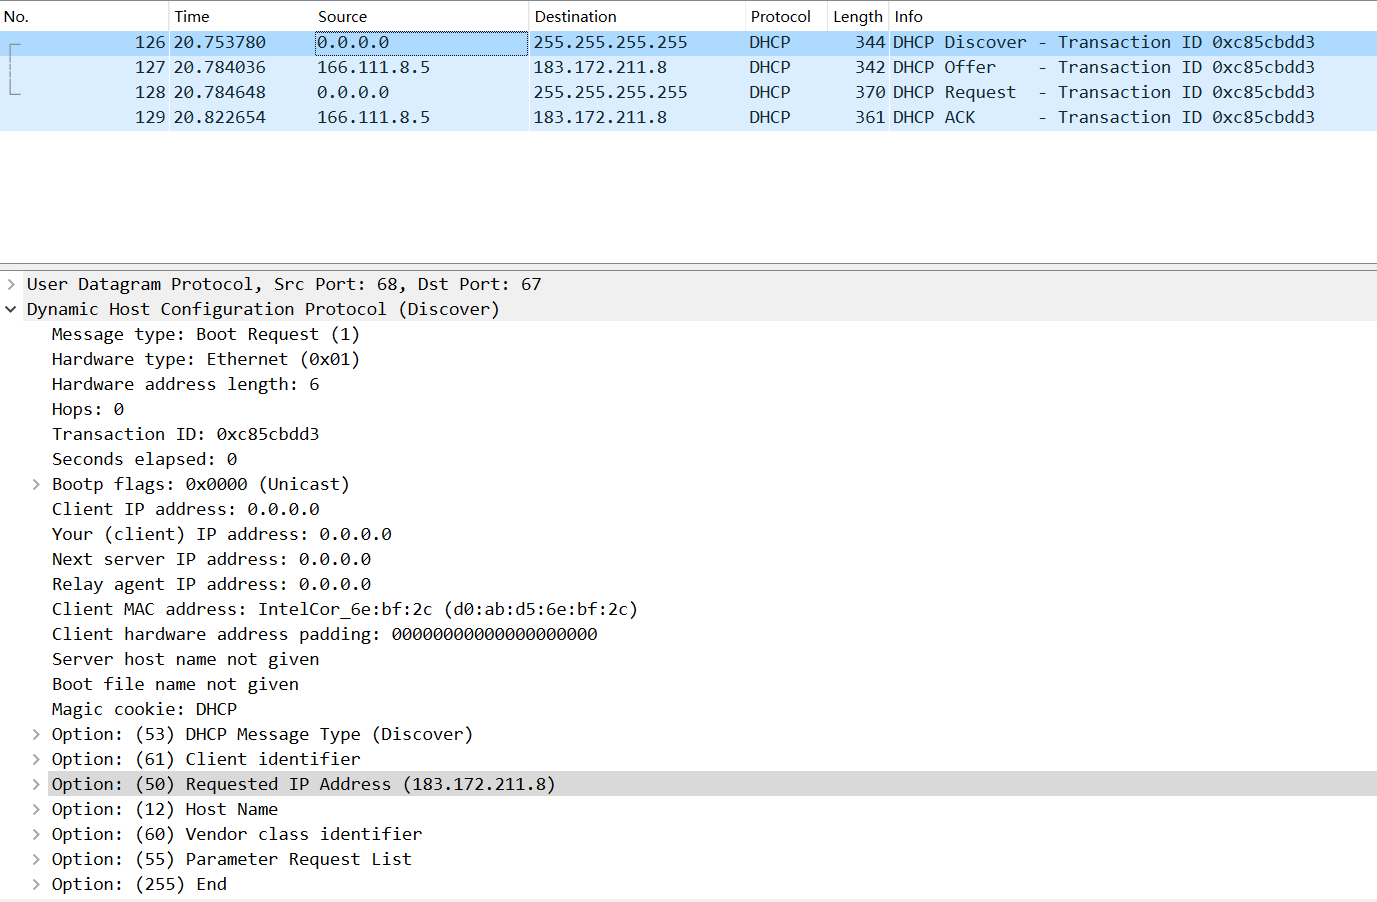 No. Time Source Destination Protocol Length Info
126 20.753780 0.0.0.0 255.255.255.255 DHCP 344 DHCP Discover - Transaction ID 0xc85cbdd3
127 20.784036 166.111.8.5 183.172.211.8 DHCP 342 DHCP Offer - Transaction ID 0xc85cbdd3
128 20.784648 0.0.0.0 255.255.255.255 DHCP 370 DHCP Request - Transaction ID 0xc85cbdd3
129 20.822654 166.111.8.5 183.172.211.8 DHCP 361 DHCP ACK - Transaction ID 0xc85cbdd3
User Datagram Protocol, Src Port: 68, Dst Port: 67
Dynamic Host Configuration Protocol (Discover)
Message type: Boot Request (1)
Hardware type: Ethernet (0x01)
Hardware address length: 6
Hops: 0
Transaction ID: 0xc85cbdd3
Seconds elapsed: 0
Bootp flags: 0x0000 (Unicast)
Client IP address: 0.0.0.0
Your (client) IP address: 0.0.0.0
Next server IP address: 0.0.0.0
Relay agent IP address: 0.0.0.0
Client MAC address: IntelCor_6e:bf:2c (d0:ab:d5:6e:bf:2c)
Client hardware address padding: 00000000000000000000
Server host name not given
Boot file name not given
Magic cookie: DHCP
Option: (53) DHCP Message Type (Discover)
Option: (61) Client identifier
Option: (50) Requested IP Address (183.172.211.8)
Option: (12) Host Name
Option: (60) Vendor class identifier
Option: (55) Parameter Request List
Option: (255) End